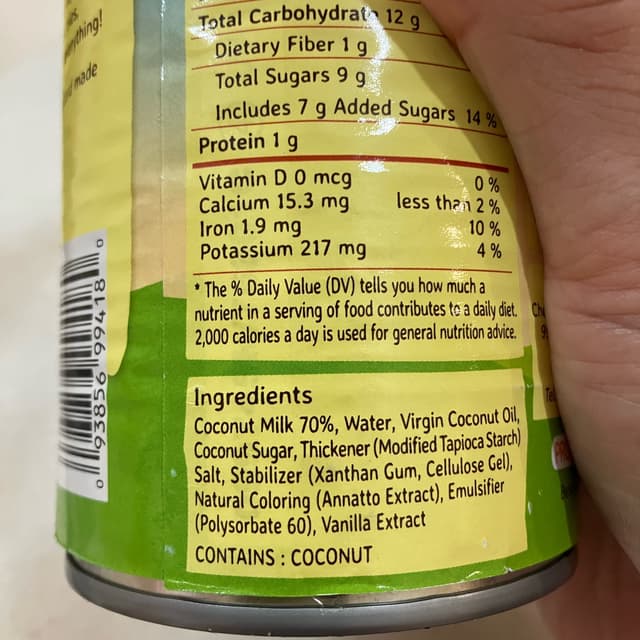 thing!
made
Total Carbohydrate 12 g
Dietary Fiber 1 g
Total Sugars 9 g
Includes 7 g Added Sugars 14 %
Protein 1 g
Vitamin D 0 mcg 0 %
Calcium 15.3 mg less than 2 %
Iron 1.9 mg 10 %
Potassium 217 mg 4 %
* The % Daily Value (DV) tells you how much a
nutrient in a serving of food contributes to a daily diet.
2,000 calories a day is used for general nutrition advice.
Ingredients
Coconut Milk 70%, Water, Virgin Coconut Oil,
Coconut Sugar, Thickener (Modified Tapioca Starch)
Salt, Stabilizer (Xanthan Gum, Cellulose Gel),
Natural Coloring (Annatto Extract), Emulsifier
(Polysorbate 60), Vanilla Extract
CONTAINS : COCONUT
0 93856 99418 0